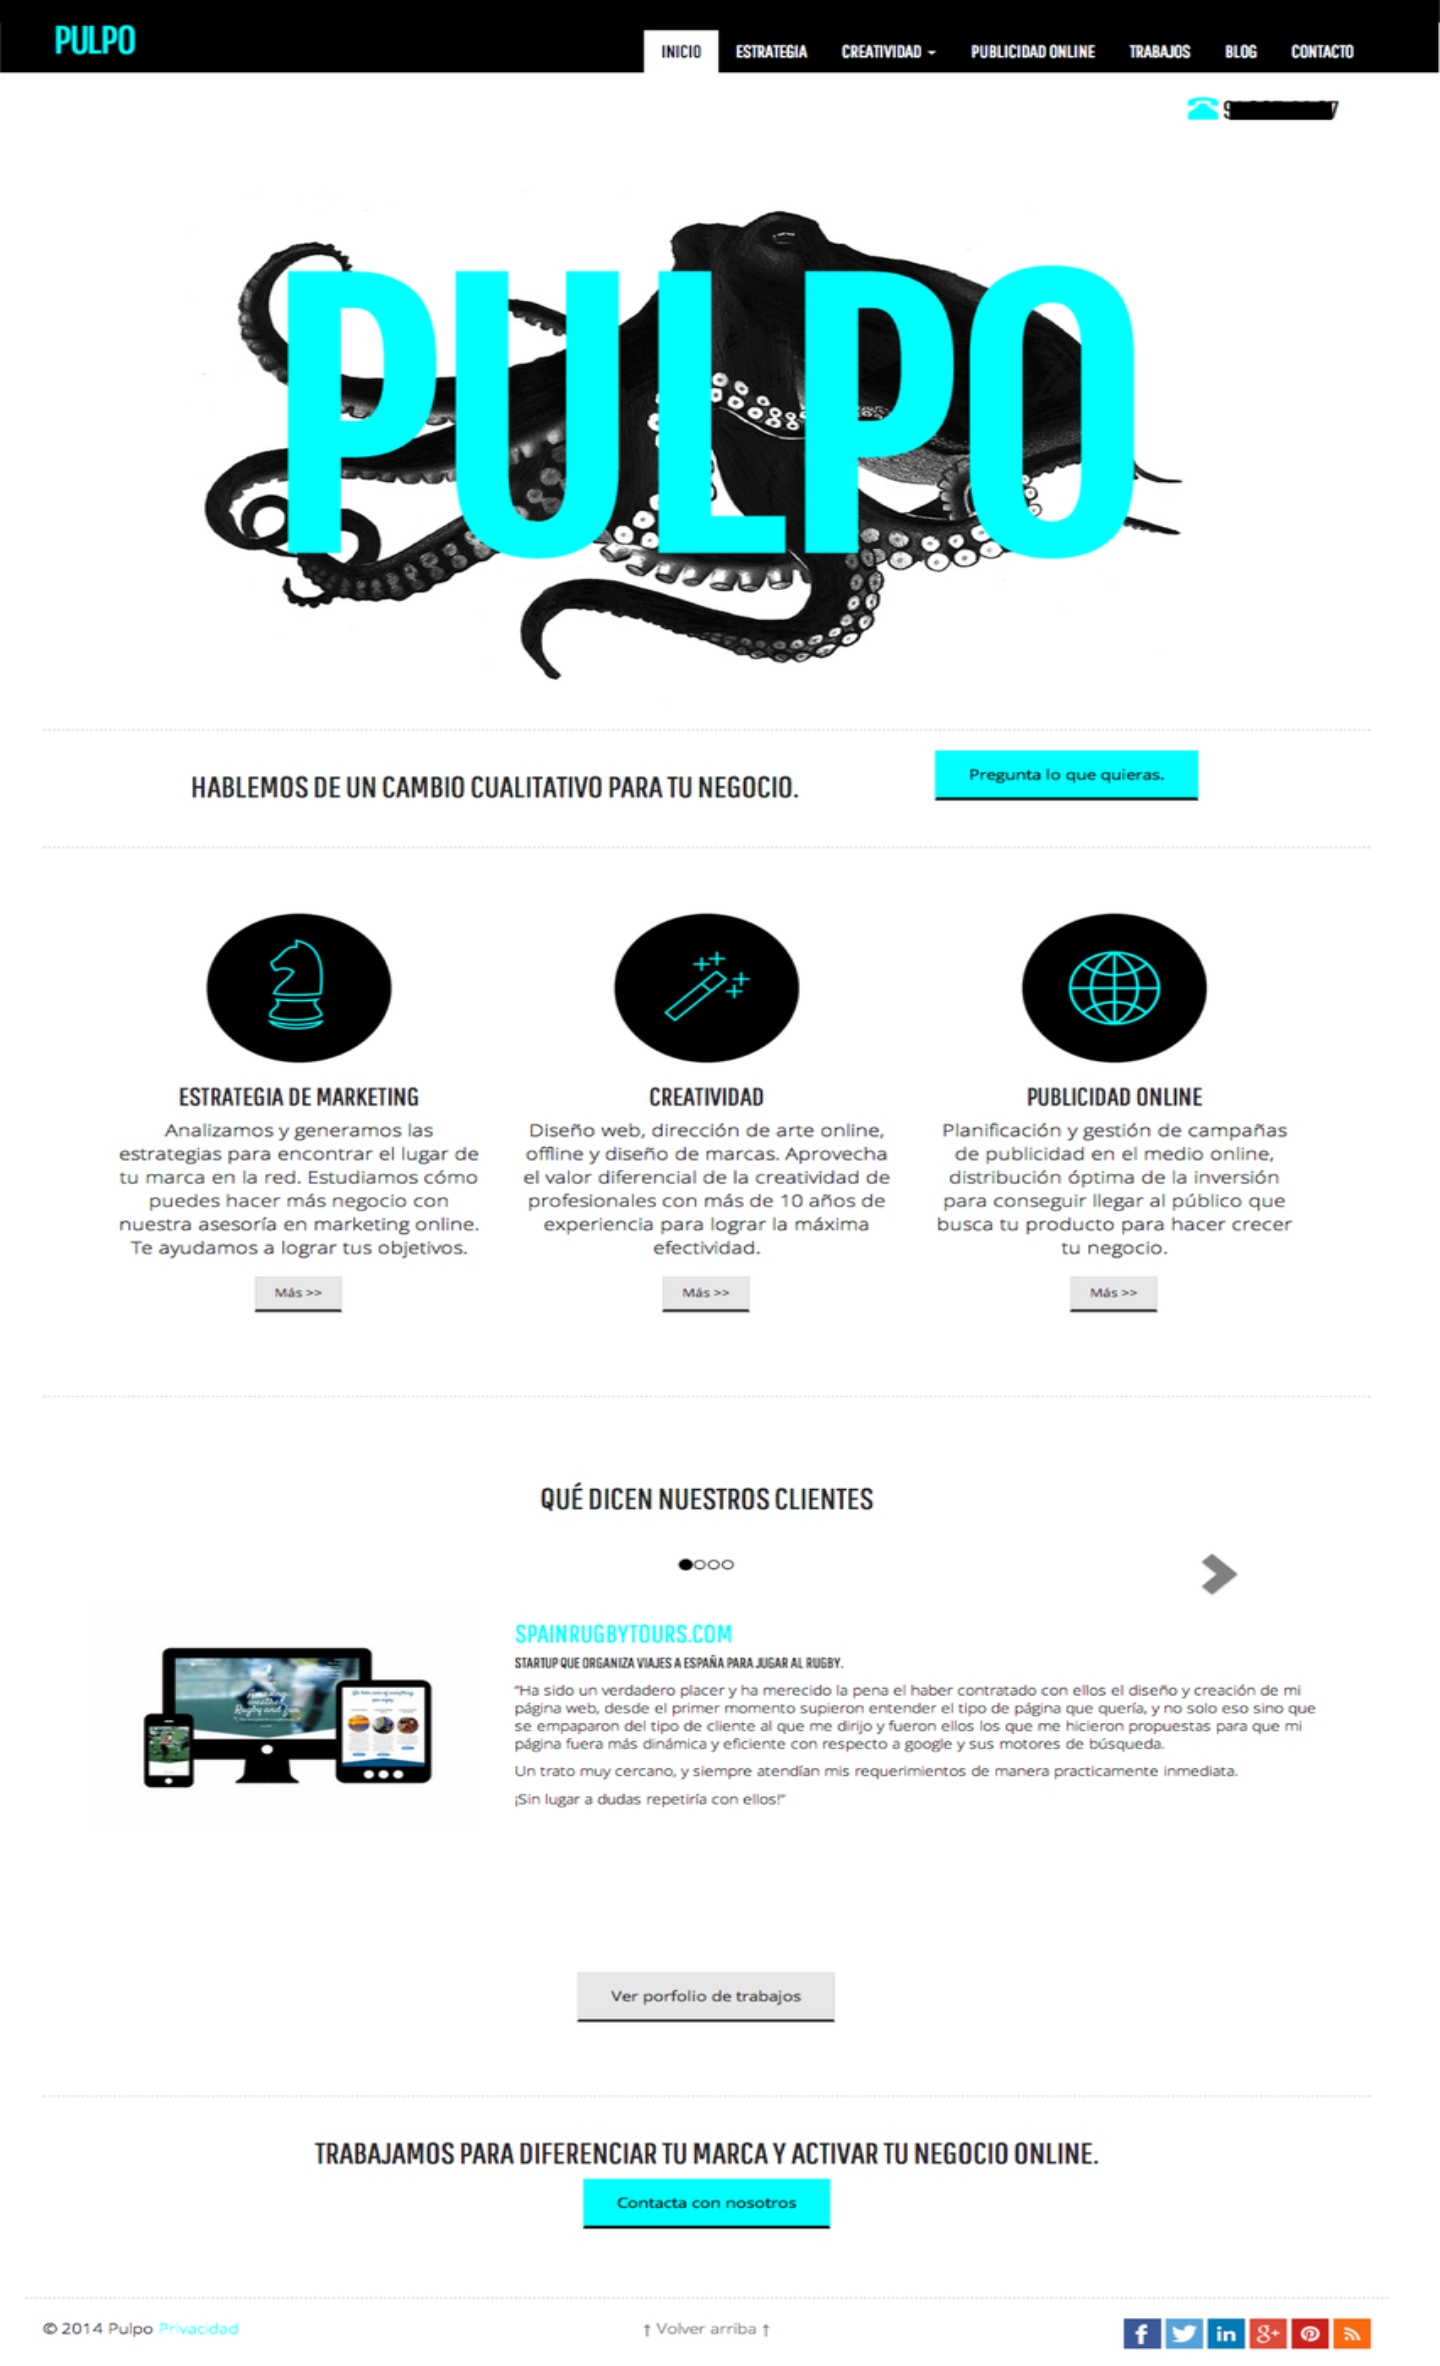 PULPO
INICIO ESTRATEGIA CREATIVIDAD PUBLICIDAD ONLINE TRABAJOS BLOG CONTACTO
PULPO
HABLEMOS DE UN CAMBIO CUALITATIVO PARA TU NEGOCIO.
Pregunta lo que quieras.
ESTRATEGIA DE MARKETING
Analizamos y generamos las
estrategias para encontrar el lugar de
tu marca en la red. Estudiamos cómo
puedes hacer más negocio con
nuestra asesoría en marketing online.
Te ayudamos a lograr tus objetivos.
Más >>
CREATIVIDAD
Diseño web, dirección de arte online,
offline y diseño de marcas. Aprovecha
el valor diferencial de la creatividad de
profesionales con más de 10 años de
experiencia para lograr la máxima
efectividad.
Más >>
PUBLICIDAD ONLINE
Planificación y gestión de campañas
de publicidad en el medio online,
distribución óptima de la inversión
para conseguir llegar al público que
busca tu producto para hacer crecer
tu negocio.
Más >>
QUÉ DICEN NUESTROS CLIENTES
SPAINRUGBYTOURS.COM
STARTUP QUE ORGANIZA VIAJES A ESPAÑA PARA JUGAR AL RUGBY.
"Ha sido un verdadero placer y ha merecido la pena el haber contratado con ellos el diseño y creación de mi
página web, desde el primer momento supieron entender el tipo de página que quería, y no solo eso sino que
se empaparon del tipo de cliente al que me dirijo y fueron ellos los que me hicieron propuestas para que mi
página fuera más dinámica y eficiente con respecto a google y sus motores de búsqueda.
Un trato muy cercano, y siempre atendían mis requerimientos de manera practicamente inmediata.
¡Sin lugar a dudas repetiría con ellos!"
Ver porfolio de trabajos
TRABAJAMOS PARA DIFERENCIAR TU MARCA Y ACTIVAR TU NEGOCIO ONLINE.
Contacta con nosotros
© 2014 Pulpo Privacidad
↑ Volver arriba ↑